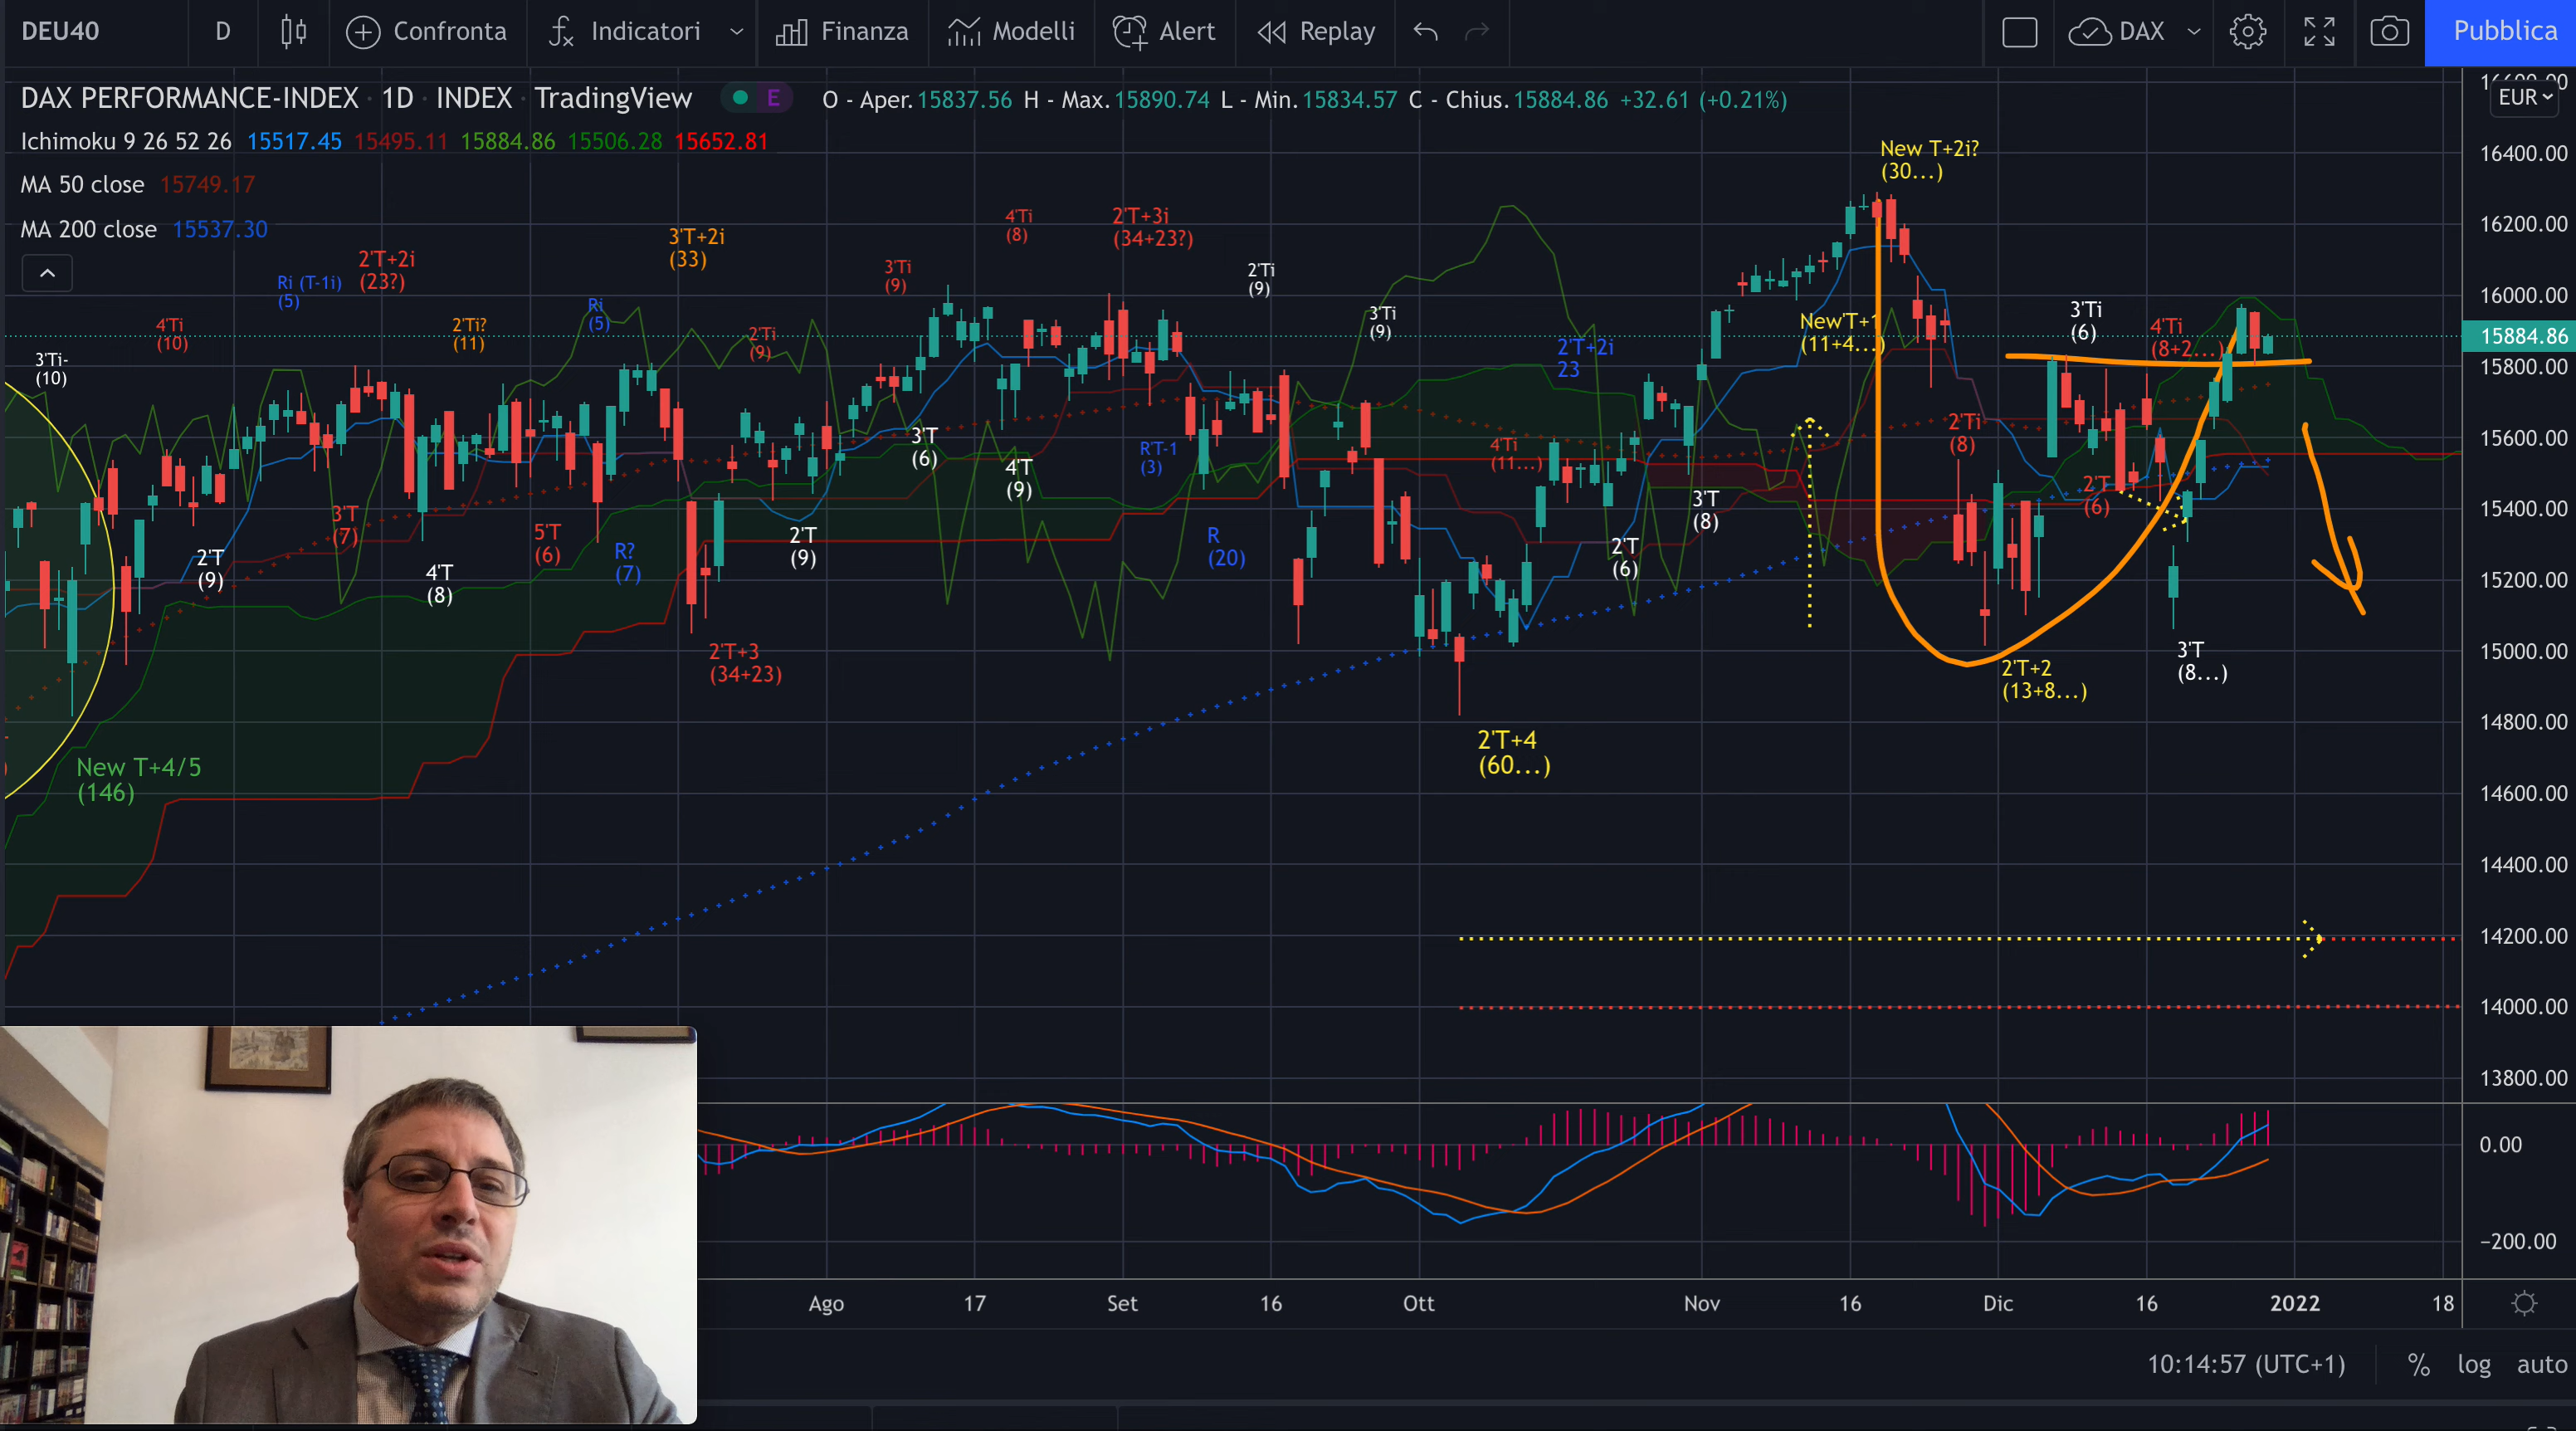 DEU40 D Confronta Indicatori Finanza Modelli Alert Replay DAX Pubblica
DAX PERFORMANCE-INDEX · 1D · INDEX · TradingView E O - Aper. 15837.56 H - Max. 15890.74 L - Min. 15834.57 C - Chius. 15884.86 +32.61 (+0.21%)
EUR
Ichimoku 9 26 52 26 15517.45 15495.11 15884.86 15506.28 15652.81
MA 50 close 15749.17
MA 200 close 15537.30
New T+2i?
(30...)
3'Ti-
(10)
4'Ti
(10)
Ri (T-1i)
(5)
2'T+2i
(23?)
2'Ti?
(11)
Ri
(5)
3'T+2i
(33)
2'Ti
(9)
3'Ti
(9)
4'Ti
(8)
2'T+3i
(34+23?)
2'Ti
(9)
3'Ti
(9)
2'T+2i
23
New'T+1
(11+4...)
3'Ti
(6)
4'Ti
(8+2...)
2'T
(9)
3'T
(7)
4'T
(8)
5'T
(6)
R?
(7)
2'T+3
(34+23)
2'T
(9)
3'T
(6)
4'T
(9)
R'T-1
(3)
R
(20)
4'Ti
(11...)
2'T
(6)
3'T
(8)
2'Ti
(8)
2'T
(6)
2'T+2
(13+8...)
3'T
(8...)
2'T+4
(60...)
New T+4/5
(146)
16600.00
16400.00
16200.00
16000.00
15884.86
15800.00
15600.00
15400.00
15200.00
15000.00
14800.00
14600.00
14400.00
14200.00
14000.00
13800.00
0.00
−200.00
Ago 17 Set 16 Ott Nov 16 Dic 16 2022 18
10:14:57 (UTC+1) % log auto